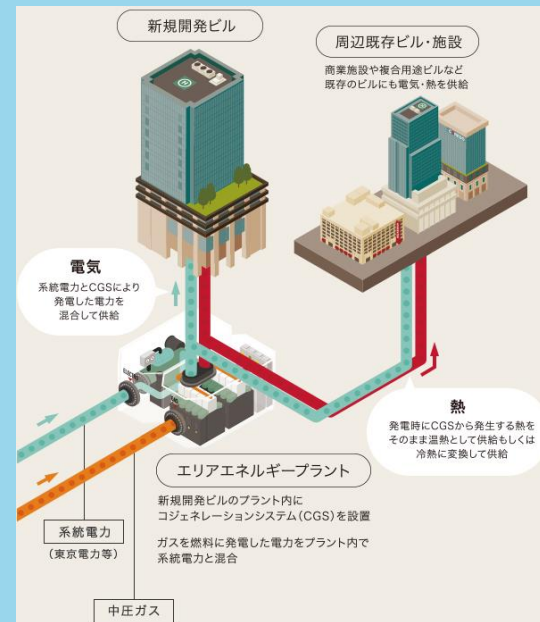 新規開発ビル
周辺既存ビル・施設
商業施設や複合用途ビルなど
既存のビルにも電気・熱を供給
電気
系統電力とCGSにより
発電した電力を
混合して供給
熱
発電時にCGSから発生する熱を
そのまま温熱として供給もしくは
冷熱に変換して供給
エリアエネルギープラント
新規開発ビルのプラント内に
コジェネレーションシステム(CGS)を設置
ガスを燃料に発電した電力をプラント内で
系統電力と混合
系統電力
(東京電力等)
中圧ガス